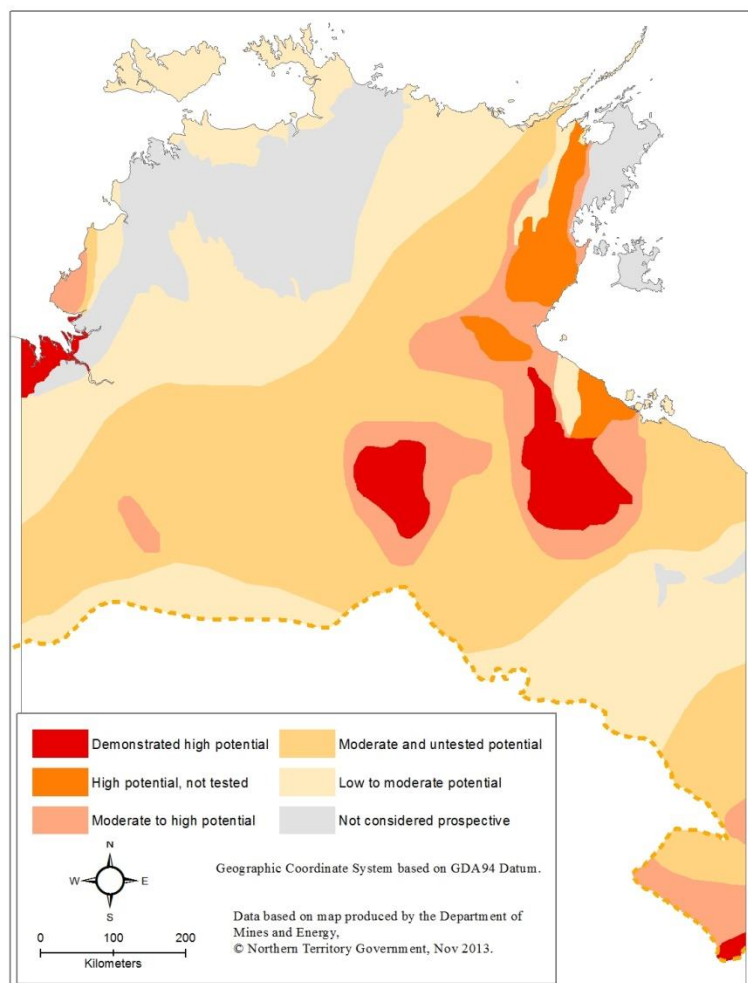 Demonstrated high potential
High potential, not tested
Moderate to high potential
Moderate and untested potential
Low to moderate potential
Not considered prospective
N
W E
S
0 100 200
Kilometers
Geographic Coordinate System based on GDA94 Datum.
Data based on map produced by the Department of
Mines and Energy,
© Northern Territory Government, Nov 2013.